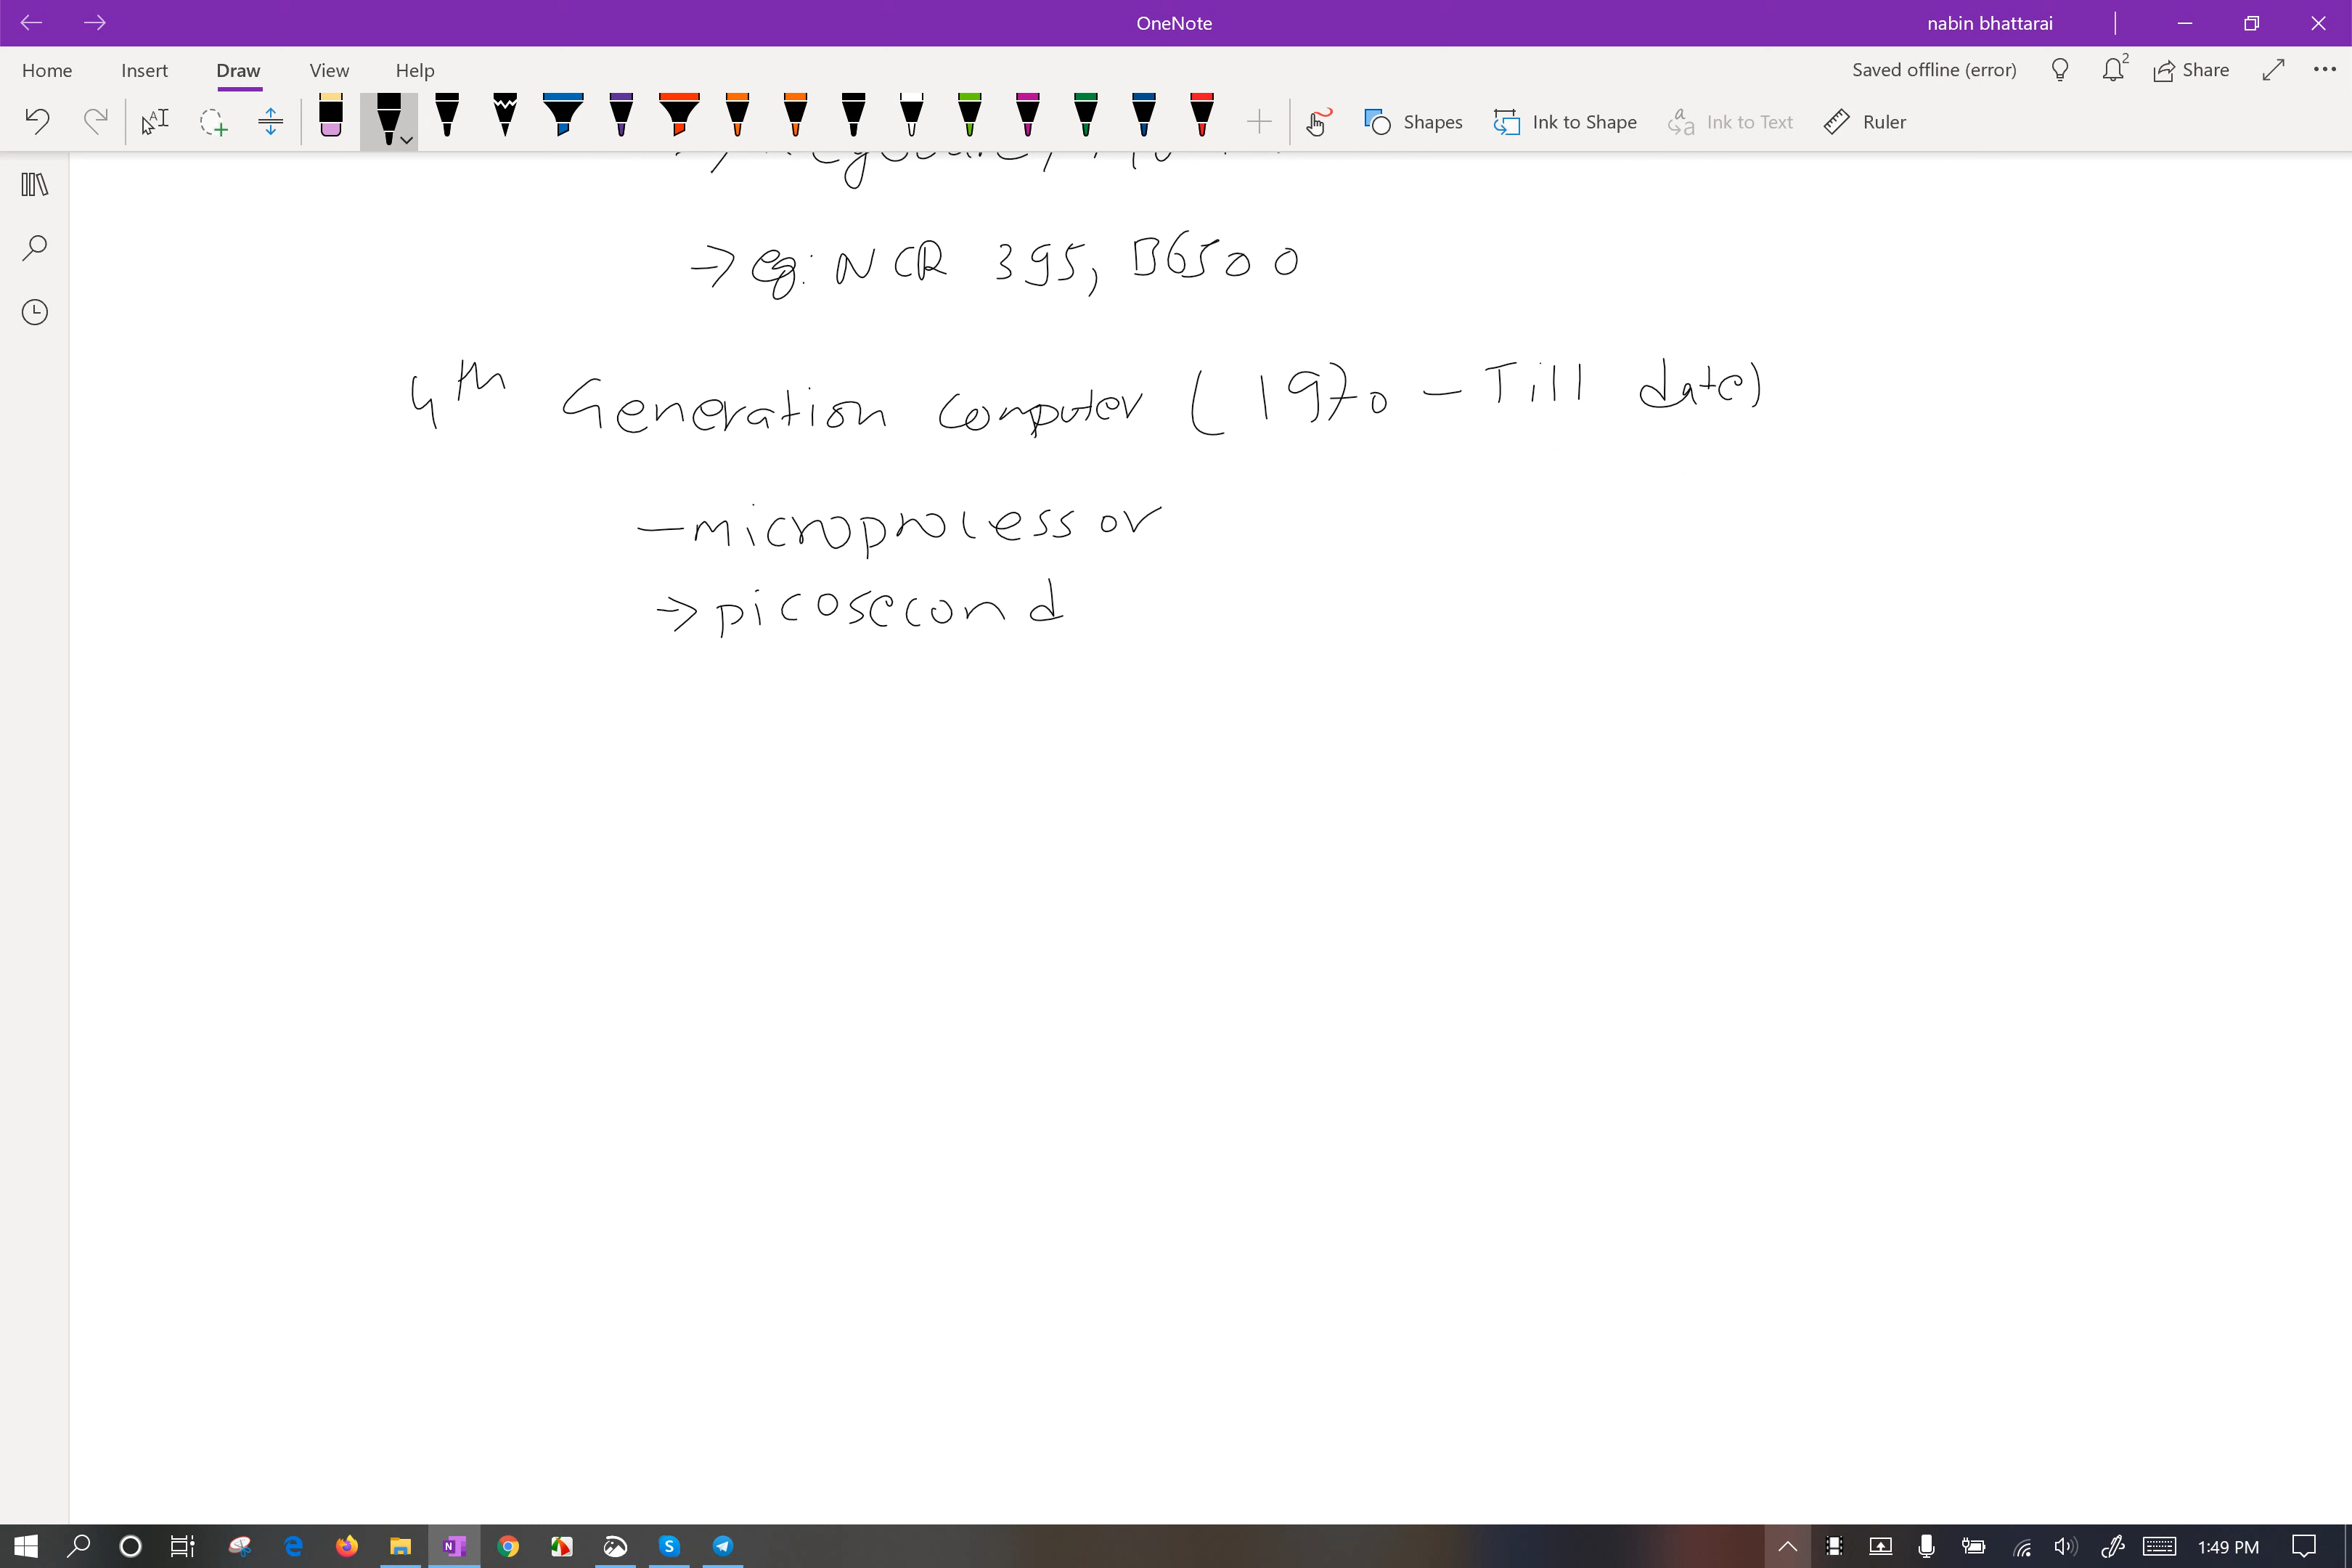 OneNote nabin bhattarai
Home Insert Draw View Help Saved offline (error) 2 Share
Shapes Ink to Shape Ink to Text Ruler
→ eg: NCR 395, B6500
4th Generation computer (1970 – Till date)
– microprocessor
→ picosecond
1:49 PM